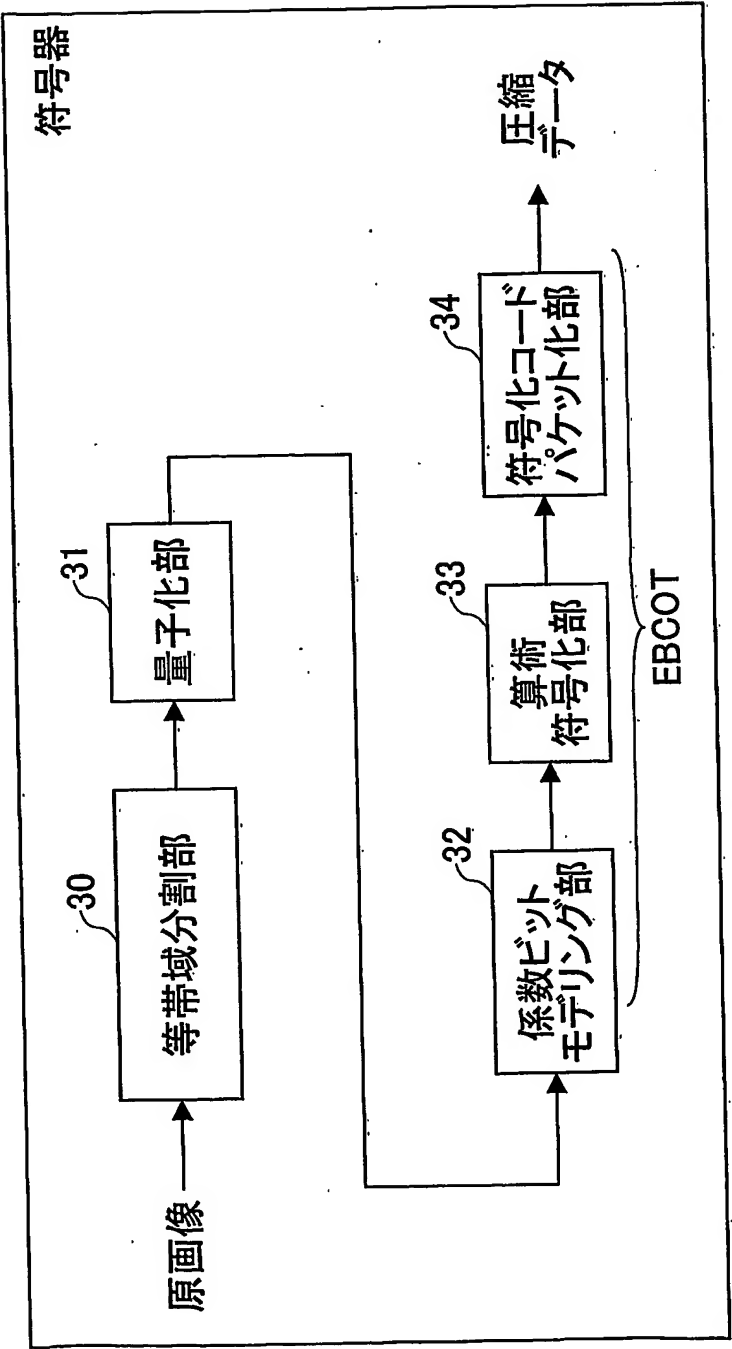 符号器
原画像
30
等帯域分割部
31
量子化部
32
係数ビット
モデリング部
33
算術
符号化部
34
符号化コード
パケット化部
圧縮
データ
EBCOT